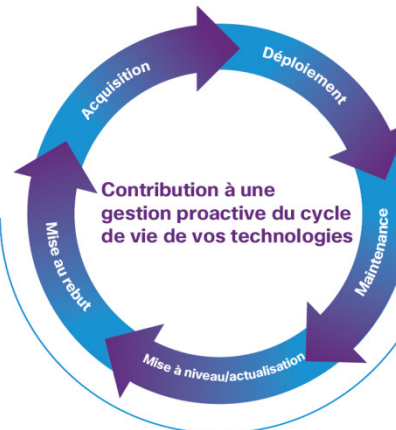 Acquisition
Déploiement
Contribution à une
gestion proactive du cycle
de vie de vos technologies
Maintenance
Mise à niveau/actualisation
Mise au rebut